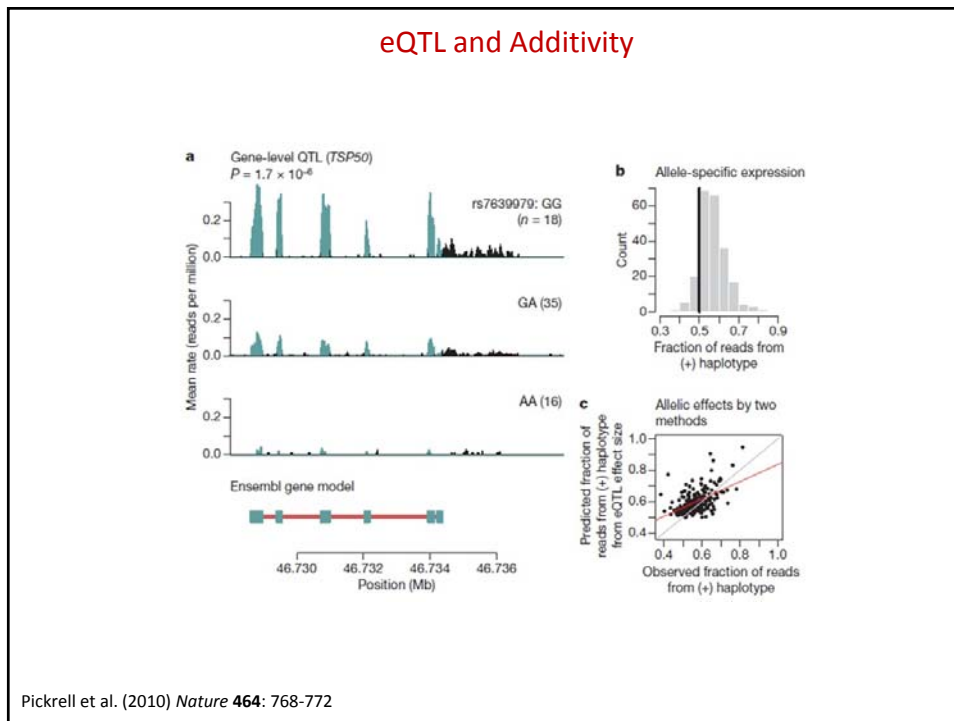 eQTL and Additivity
a
Gene-level QTL (TSP50)
P = 1.7 × 10⁻⁶
rs7639979: GG
(n = 18)
0.2
0.0
GA (35)
0.2
0.0
AA (16)
0.2
0.0
Mean rate (reads per million)
Ensembl gene model
46.730 46.732 46.734 46.736
Position (Mb)
b Allele-specific expression
60
40
20
0
Count
0.3 0.5 0.7 0.9
Fraction of reads from
(+) haplotype
c Allelic effects by two
methods
Predicted fraction of
reads from (+) haplotype
from eQTL effect size
1.0
0.8
0.6
0.4
0.4 0.6 0.8 1.0
Observed fraction of reads
from (+) haplotype
Pickrell et al. (2010) Nature 464: 768-772